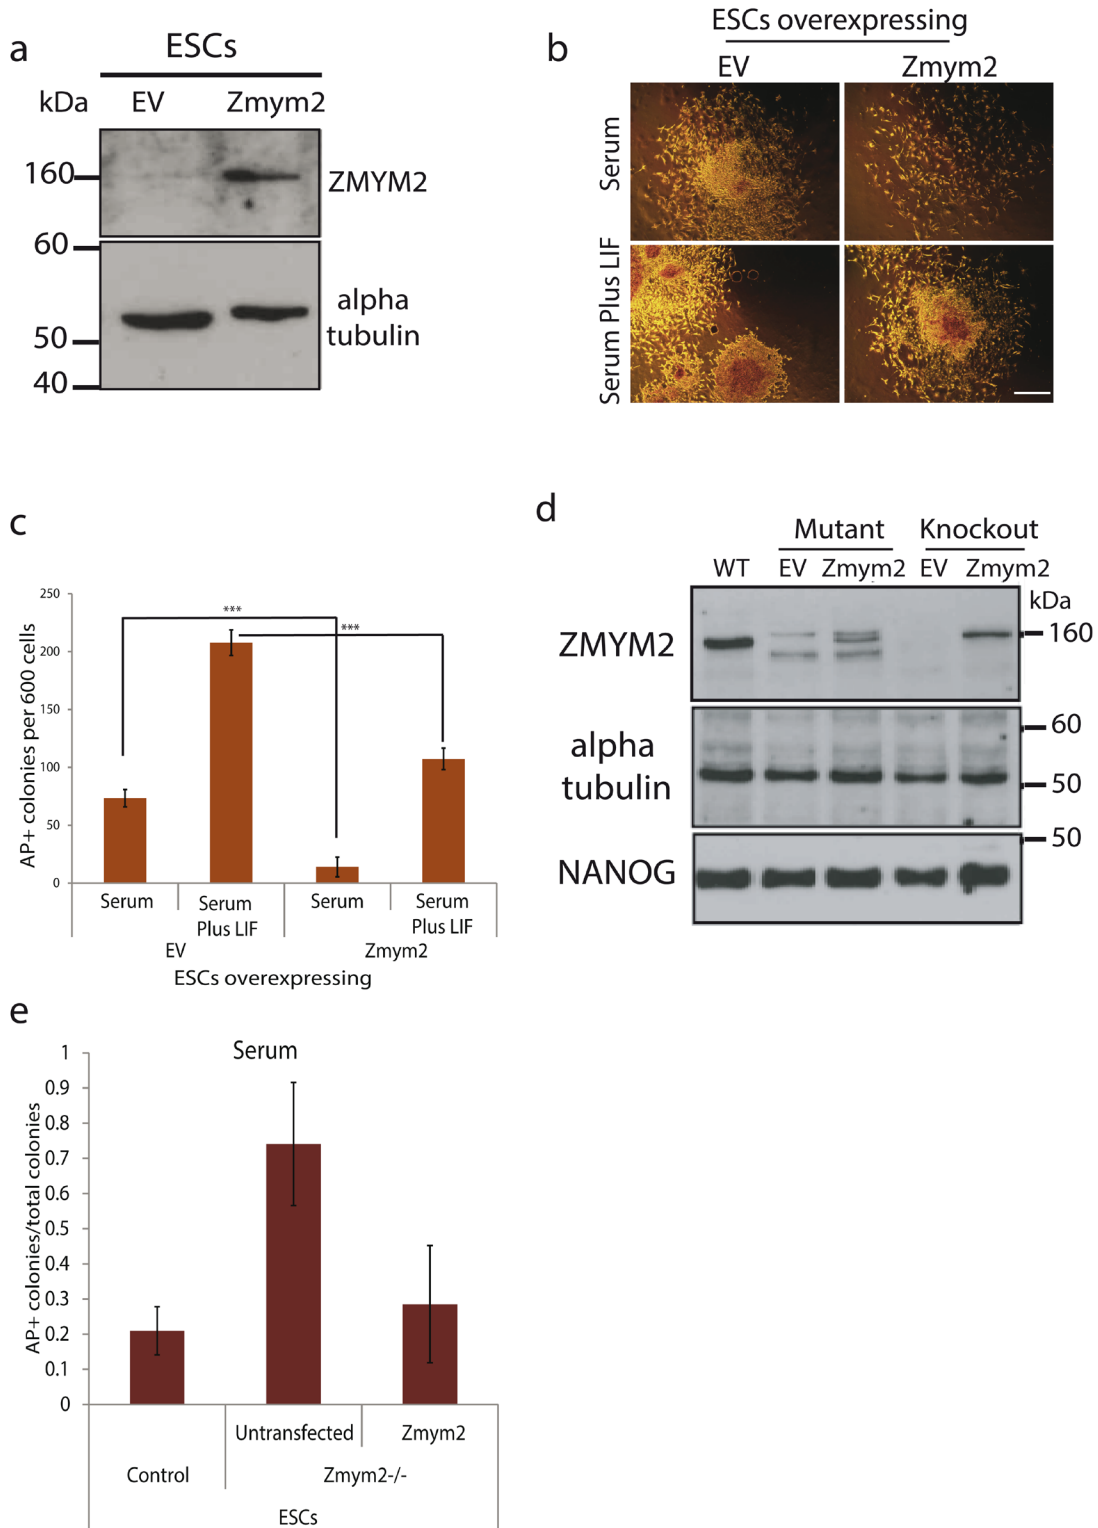 a
ESCs
kDa EV Zmym2
160
ZMYM2
60
alpha
tubulin
50
40
b
ESCs overexpressing
EV Zmym2
Serum
Serum Plus LIF
c
AP+ colonies per 600 cells
250
200
150
100
50
0
***
***
Serum Serum Plus LIF Serum Serum Plus LIF
EV Zmym2
ESCs overexpressing
d
Mutant Knockout
WT EV Zmym2 EV Zmym2
kDa
ZMYM2
160
60
alpha
tubulin
50
50
NANOG
e
Serum
AP+ colonies/total colonies
1
0.9
0.8
0.7
0.6
0.5
0.4
0.3
0.2
0.1
0
Untransfected Zmym2
Control Zmym2-/-
ESCs